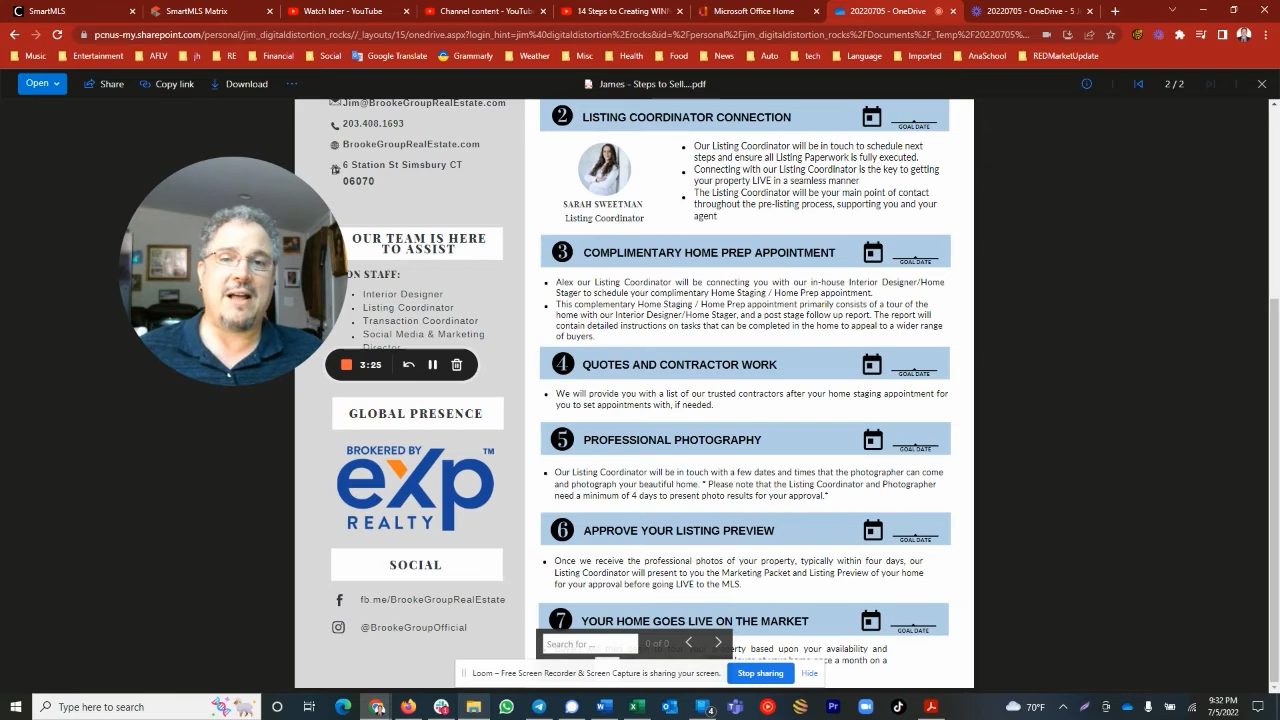 SmartMLS
SmartMLS Matrix
Watch later - YouTube
Channel content - YouTub
14 Steps to Creating WINN
Microsoft Office Home
20220705 - OneDrive
20220705 - OneDrive - 5 J
pcnus-my.sharepoint.com/personal/jim_digitaldistortion_rocks/_layouts/15/onedrive.aspx?login_hint=jim%40digitaldistortion%2Erocks&id=%2Fpersonal%2Fjim_digitaldistortion_rocks%2FDocuments%2F_Temp%2F20220705%2F...
Music
Entertainment
AFLV
jh
RE
Financial
Social
Google Translate
Grammarly
Weather
Misc
Food
News
Auto
tech
Language
Imported
AnaSchool
REDMarketUpdate
Open
Share
Copy link
Download
James - Steps to Sell....pdf
2 / 2
Jim@BrookeGroupRealEstate.com
203.408.1693
BrookeGroupRealEstate.com
6 Station St Simsbury CT
06070
OUR TEAM IS HERE
TO ASSIST
ON STAFF:
Interior Designer
Listing Coordinator
Transaction Coordinator
Social Media & Marketing
Director
3:25
GLOBAL PRESENCE
BROKERED BY
eXp ™
REALTY
SOCIAL
fb.me/BrookeGroupRealEstate
@BrookeGroupOfficial
2 LISTING COORDINATOR CONNECTION
GOAL DATE
SARAH SWEETMAN
Listing Coordinator
Our Listing Coordinator will be in touch to schedule next
steps and ensure all Listing Paperwork is fully executed.
Connecting with our Listing Coordinator is the key to getting
your property LIVE in a seamless manner
The Listing Coordinator will be your main point of contact
throughout the pre-listing process, supporting you and your
agent
3 COMPLIMENTARY HOME PREP APPOINTMENT
GOAL DATE
Alex our Listing Coordinator will be connecting you with our in-house Interior Designer/Home
Stager to schedule your complimentary Home Staging / Home Prep appointment.
This complimentary Home Staging / Home Prep appointment primarily consists of a tour of the
home with our Interior Designer/Home Stager, and a post stage follow up report. The report will
contain detailed instructions on tasks that can be completed in the home to appeal to a wider range
of buyers.
4 QUOTES AND CONTRACTOR WORK
GOAL DATE
We will provide you with a list of our trusted contractors after your home staging appointment for
you to set appointments with, if needed.
5 PROFESSIONAL PHOTOGRAPHY
GOAL DATE
Our Listing Coordinator will be in touch with a few dates and times that the photographer can come
and photograph your beautiful home. * Please note that the Listing Coordinator and Photographer
need a minimum of 4 days to present photo results for your approval.*
6 APPROVE YOUR LISTING PREVIEW
GOAL DATE
Once we receive the professional photos of your property, typically within four days, our
Listing Coordinator will present to you the Marketing Packet and Listing Preview of your home
for your approval before going LIVE to the MLS.
7 YOUR HOME GOES LIVE ON THE MARKET
GOAL DATE
Search for ...
0 of 0
based upon your availability and
once a month on a
Loom – Free Screen Recorder & Screen Capture is sharing your screen.
Stop sharing
Hide
Type here to search
4
70°F
9:32 PM
7/5/2022